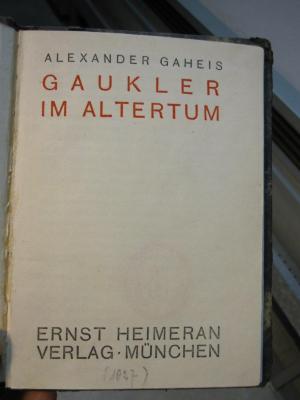 ALEXANDER GAHEIS
GAUKLER
IM ALTERTUM
ERNST HEIMERAN
VERLAG · MÜNCHEN
(1927)